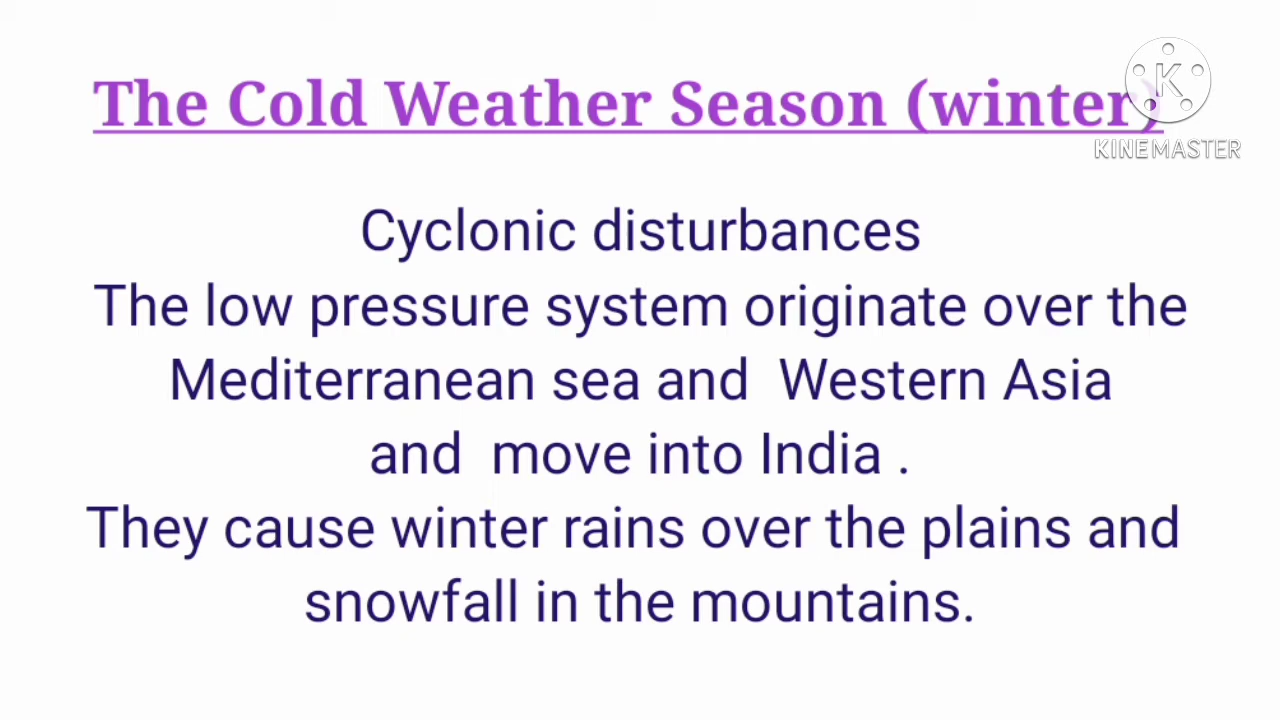 The Cold Weather Season (winter)
K
KINEMASTER
Cyclonic disturbances
The low pressure system originate over the
Mediterranean sea and Western Asia
and move into India .
They cause winter rains over the plains and
snowfall in the mountains.